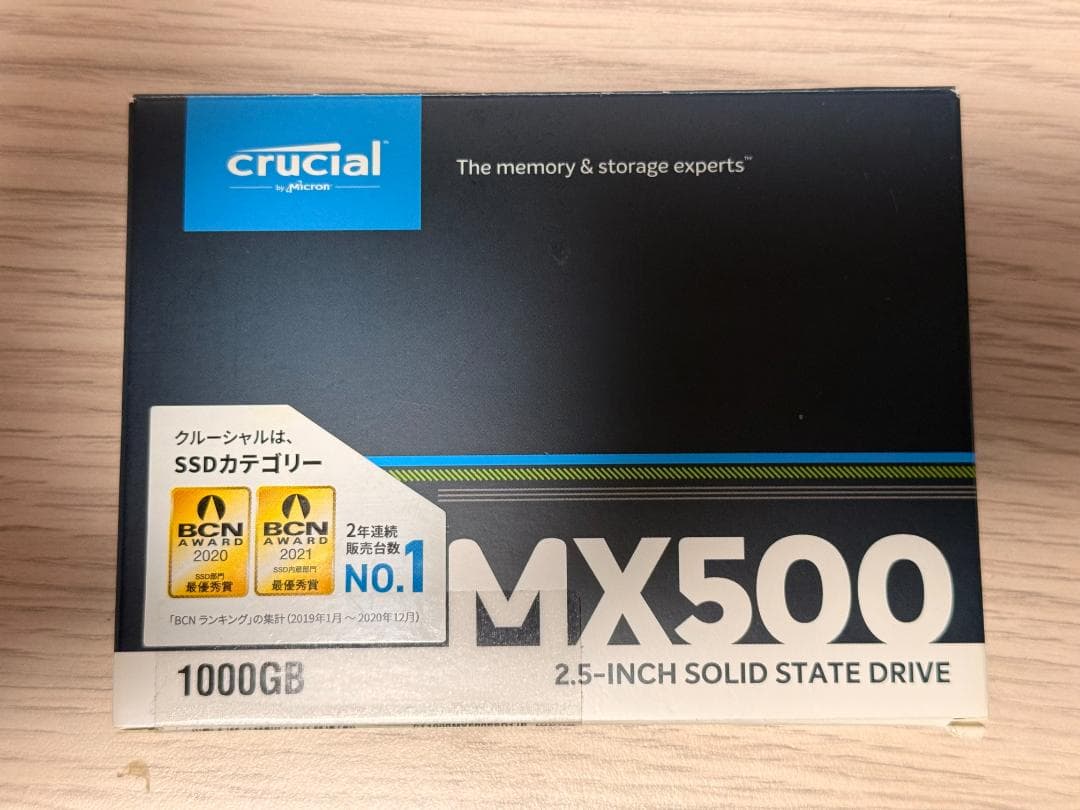 crucial™
by Micron®
The memory & storage experts™
クルーシャルは、
SSDカテゴリー
BCN
AWARD
2020
SSD部門
最優秀賞
BCN
AWARD
2021
SSD内蔵部門
最優秀賞
2年連続
販売台数
NO.1
「BCN ランキング」の集計 (2019年1月 ～ 2020年12月)
MX500
1000GB
2.5-INCH SOLID STATE DRIVE